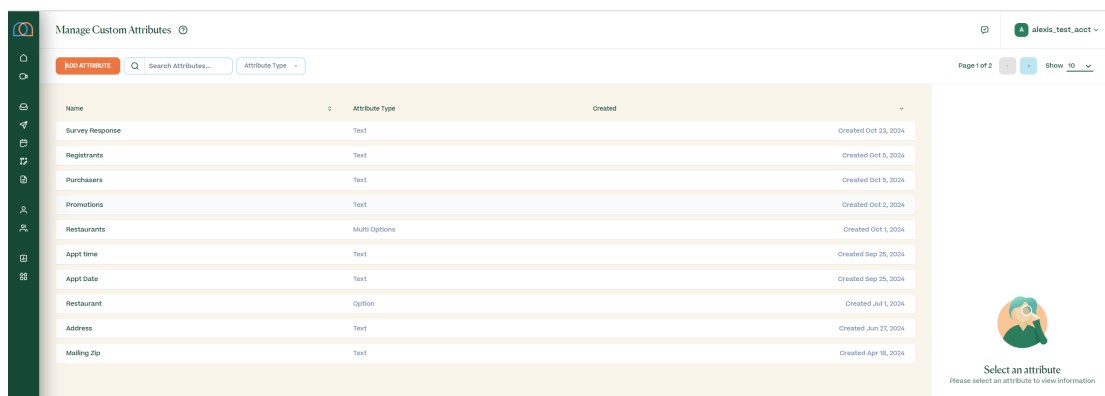 Manage Custom Attributes
A alexis_test_acct
ADD ATTRIBUTE Search Attributes... Attribute Type Page 1 of 2 Show 10
Name Attribute Type Created
Survey Response Text Created Oct 23, 2024
Registrants Text Created Oct 5, 2024
Purchasers Text Created Oct 5, 2024
Promotions Text Created Oct 2, 2024
Restaurants Multi Options Created Oct 1, 2024
Appt time Text Created Sep 25, 2024
Appt Date Text Created Sep 25, 2024
Restaurant Option Created Jul 1, 2024
Address Text Created Jun 27, 2024
Mailing Zip Text Created Apr 18, 2024
Select an attribute
Please select an attribute to view information